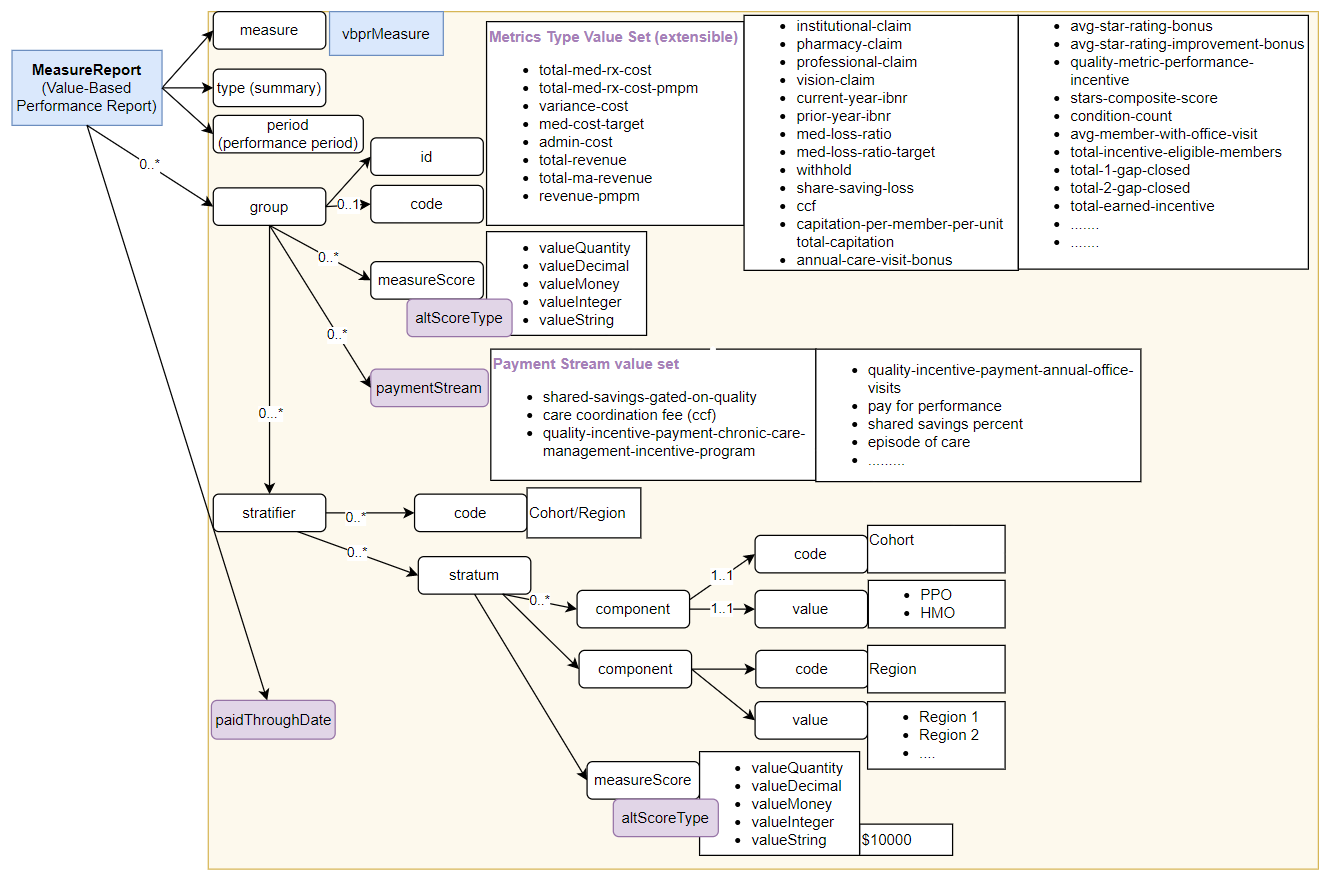 MeasureReport
(Value-Based
Performance Report)
measure
vbprMeasure
type (summary)
period
(performance period)
0..*
group
id
0..1
code
Metrics Type Value Set (extensible)
total-med-rx-cost
total-med-rx-cost-pmpm
variance-cost
med-cost-target
admin-cost
total-revenue
total-ma-revenue
revenue-pmpm
institutional-claim
pharmacy-claim
professional-claim
vision-claim
current-year-ibnr
prior-year-ibnr
med-loss-ratio
med-loss-ratio-target
withhold
share-saving-loss
ccf
capitation-per-member-per-unit
total-capitation
annual-care-visit-bonus
avg-star-rating-bonus
avg-star-rating-improvement-bonus
quality-metric-performance-
incentive
stars-composite-score
condition-count
avg-member-with-office-visit
total-incentive-eligible-members
total-1-gap-closed
total-2-gap-closed
total-earned-incentive
.......
.......
0..*
measureScore
altScoreType
valueQuantity
valueDecimal
valueMoney
valueInteger
valueString
0..*
paymentStream
Payment Stream value set
shared-savings-gated-on-quality
care coordination fee (ccf)
quality-incentive-payment-chronic-care-
management-incentive-program
quality-incentive-payment-annual-office-
visits
pay for performance
shared savings percent
episode of care
.........
0...*
stratifier
0..*
code
Cohort/Region
0..*
stratum
0..*
component
1..1
code
Cohort
1..1
value
PPO
HMO
component
code
Region
value
Region 1
Region 2
....
paidThroughDate
measureScore
altScoreType
valueQuantity
valueDecimal
valueMoney
valueInteger
valueString
$10000